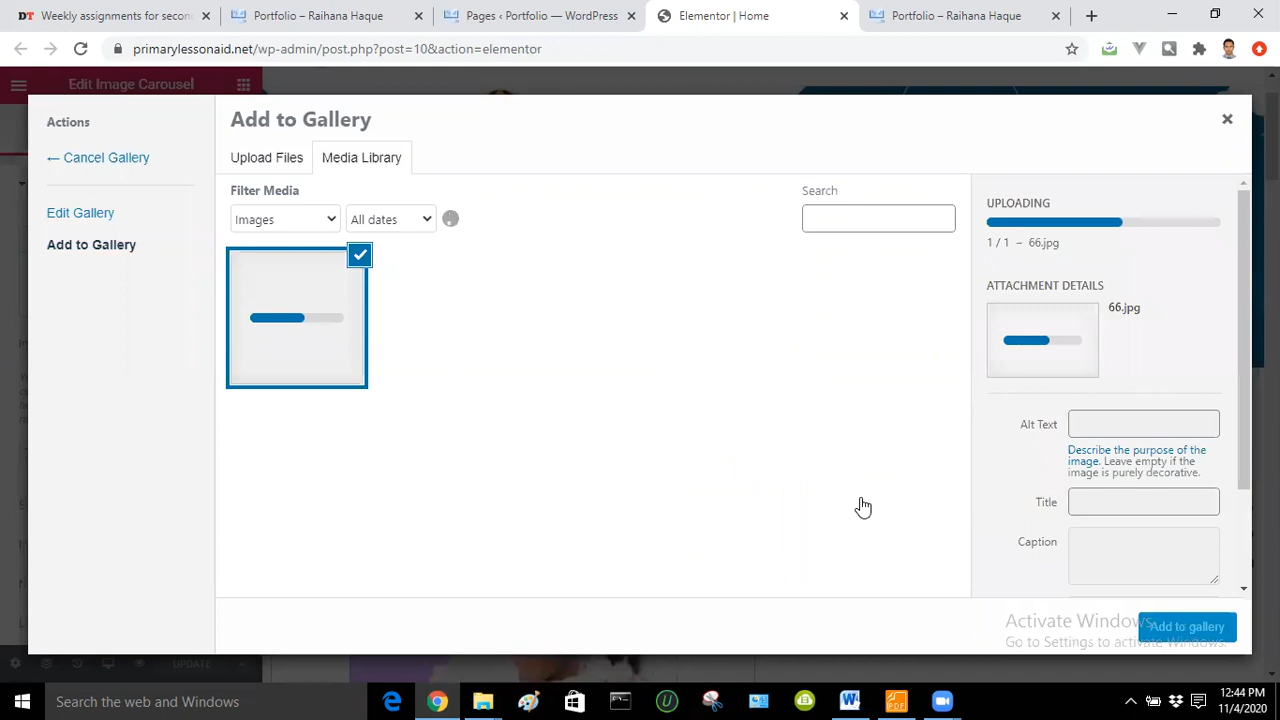 Weekly assignments for secon
Portfolio – Raihana Haque
Pages ‹ Portfolio — WordPress
Elementor | Home
Portfolio – Raihana Haque
primarylessonaid.net/wp-admin/post.php?post=10&action=elementor
Edit Image Carousel
Actions
← Cancel Gallery
Edit Gallery
Add to Gallery
Add to Gallery
Upload Files
Media Library
Filter Media
Images
All dates
Search
UPLOADING
1 / 1 – 66.jpg
ATTACHMENT DETAILS
66.jpg
Alt Text
Describe the purpose of the
image. Leave empty if the
image is purely decorative.
Title
Caption
Add to gallery
Activate Windows
Go to Settings to activate Windows.
UPDATE
Search the web and Windows
12:44 PM
11/4/2020